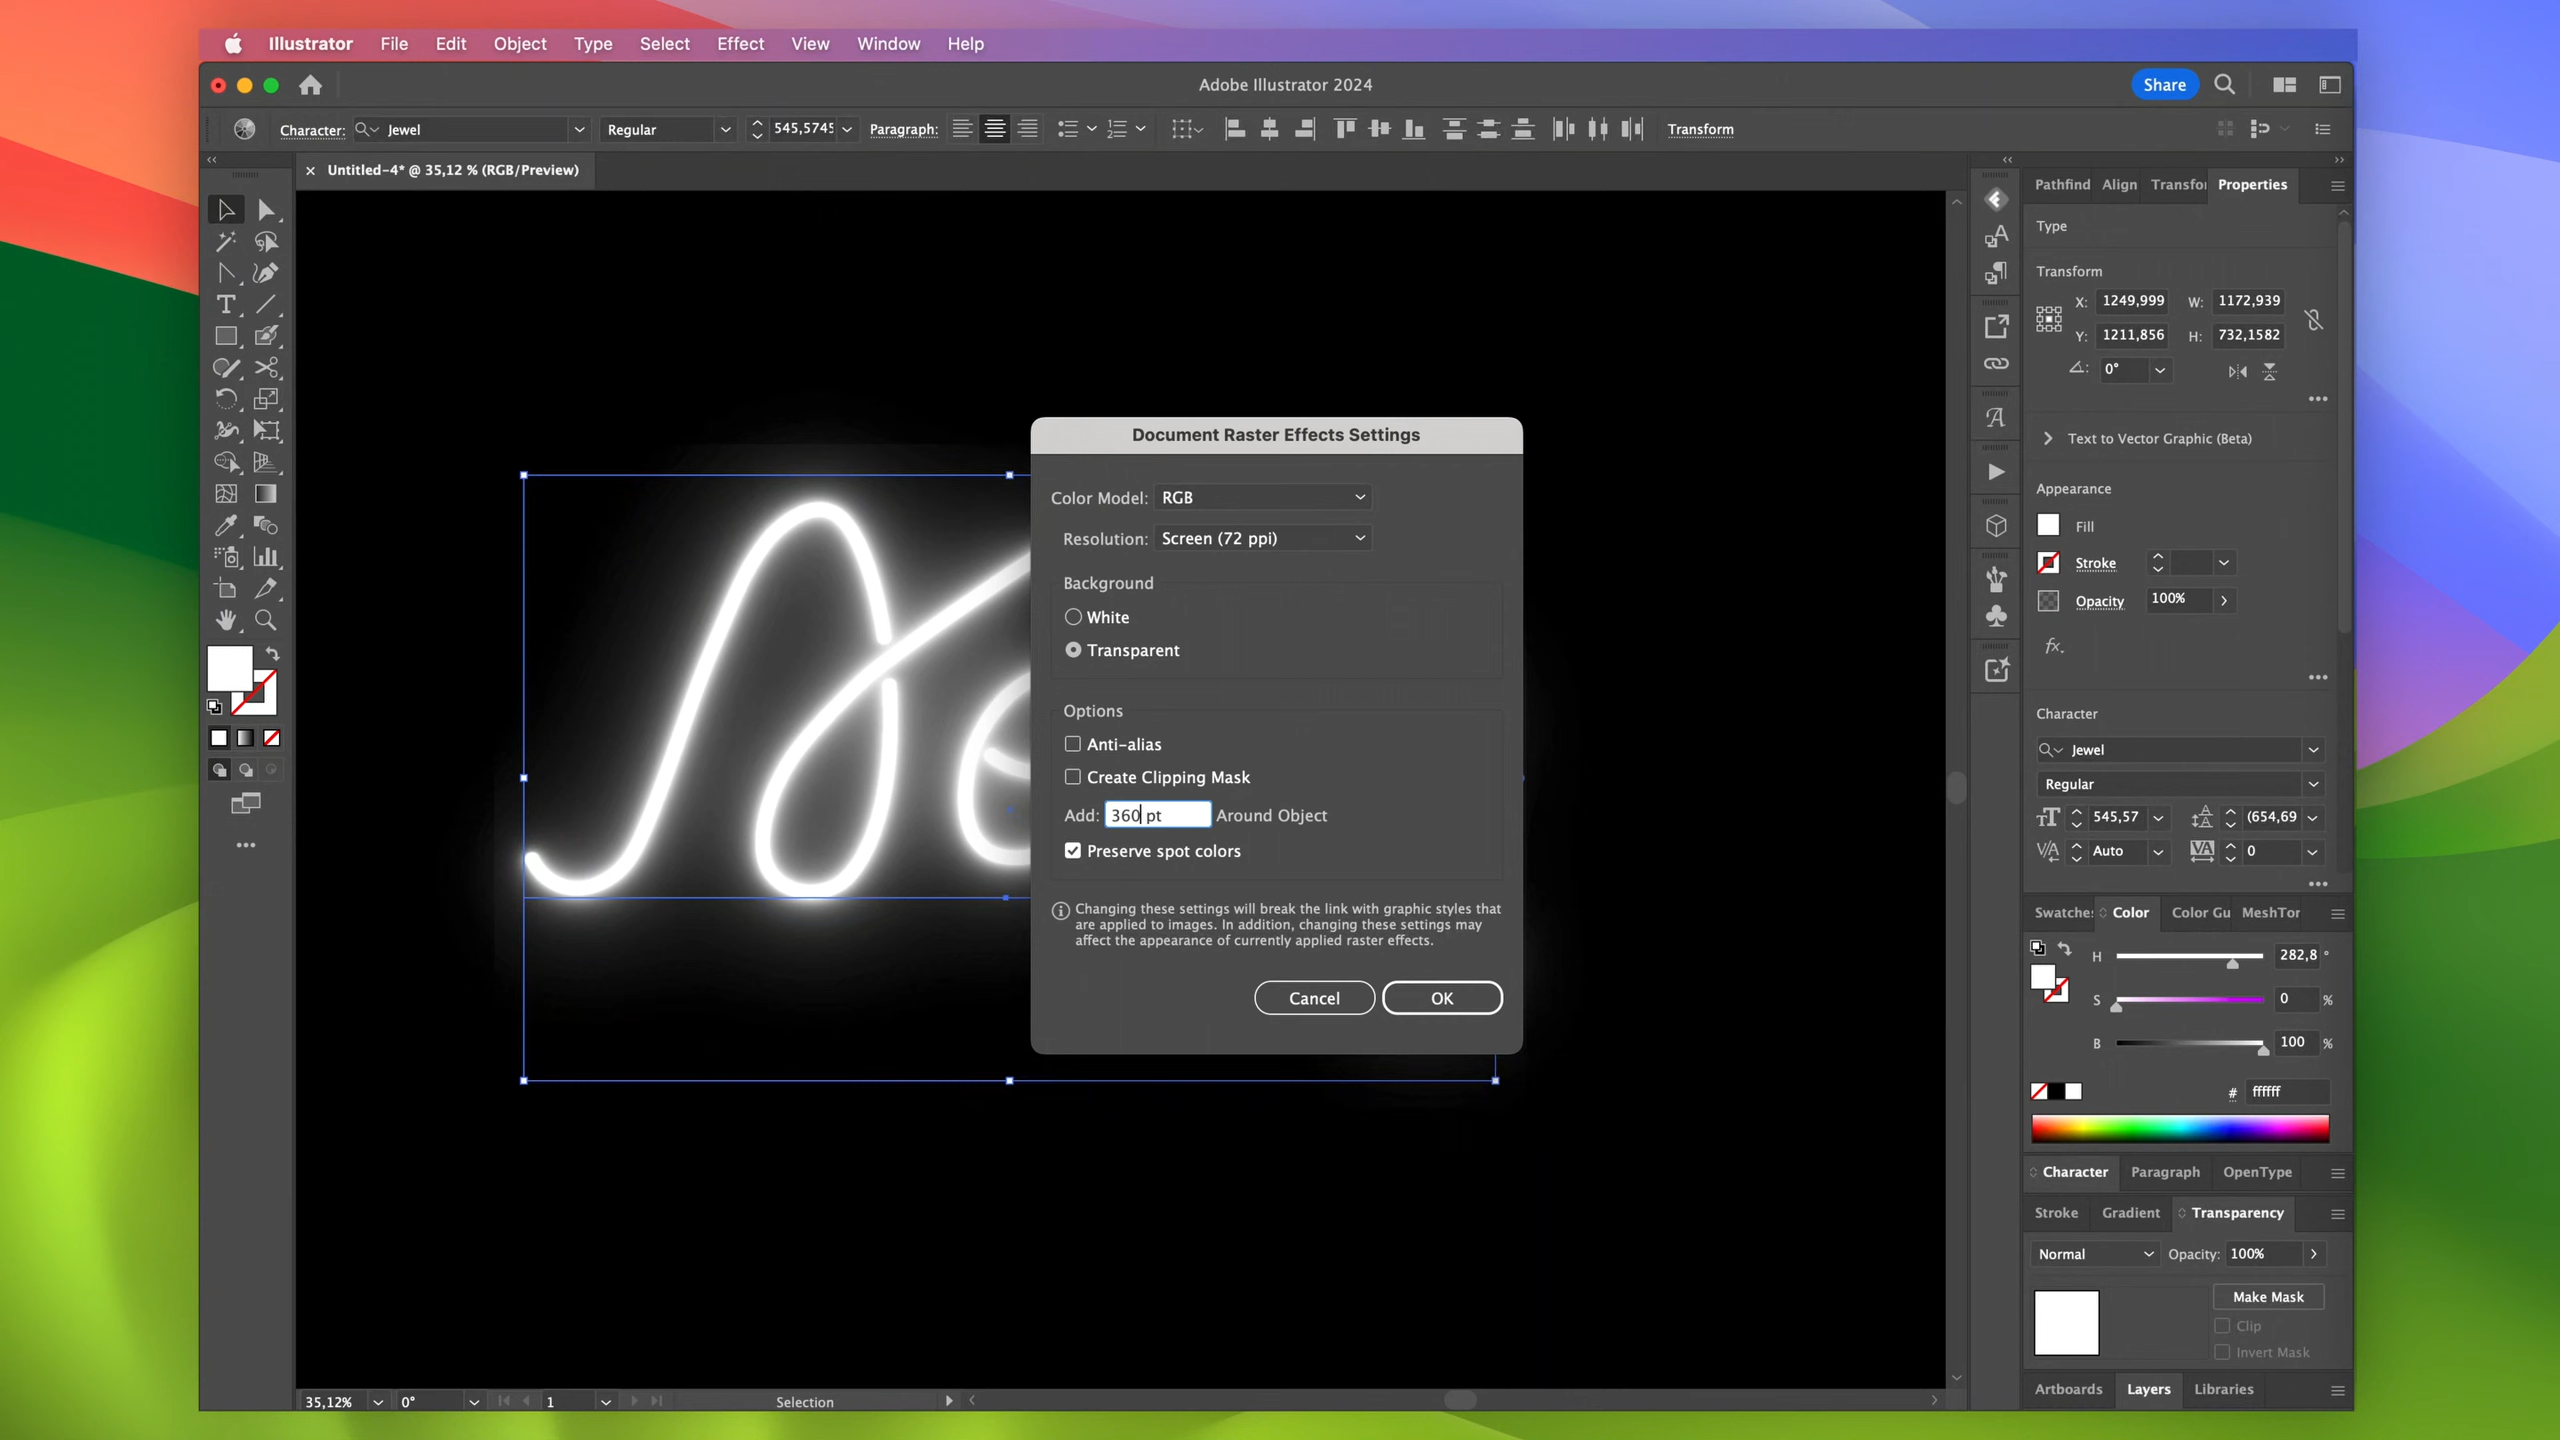 Illustrator File Edit Object Type Select Effect View Window Help
Adobe Illustrator 2024
Share
Character: Jewel Regular 545,5745 Paragraph: Transform
Untitled-4* @ 35,12 % (RGB/Preview)
Pathfind Align Transfor Properties
Type
Transform
X: 1249,999 W: 1172,939
Y: 1211,856 H: 732,1582
0°
Text to Vector Graphic (Beta)
Appearance
Fill
Stroke
Opacity 100%
fx.
Character
Jewel
Regular
545,57 (654,69
Auto 0
Swatches Color Color Gu MeshTor
H 282,8 °
S 0 %
B 100 %
# ffffff
Character Paragraph OpenType
Stroke Gradient Transparency
Normal Opacity: 100%
Make Mask
Clip
Invert Mask
Artboards Layers Libraries
Document Raster Effects Settings
Color Model: RGB
Resolution: Screen (72 ppi)
Background
White
Transparent
Options
Anti-alias
Create Clipping Mask
Add: 360 pt Around Object
Preserve spot colors
Changing these settings will break the link with graphic styles that
are applied to images. In addition, changing these settings may
affect the appearance of currently applied raster effects.
Cancel OK
35,12% 0° 1 Selection